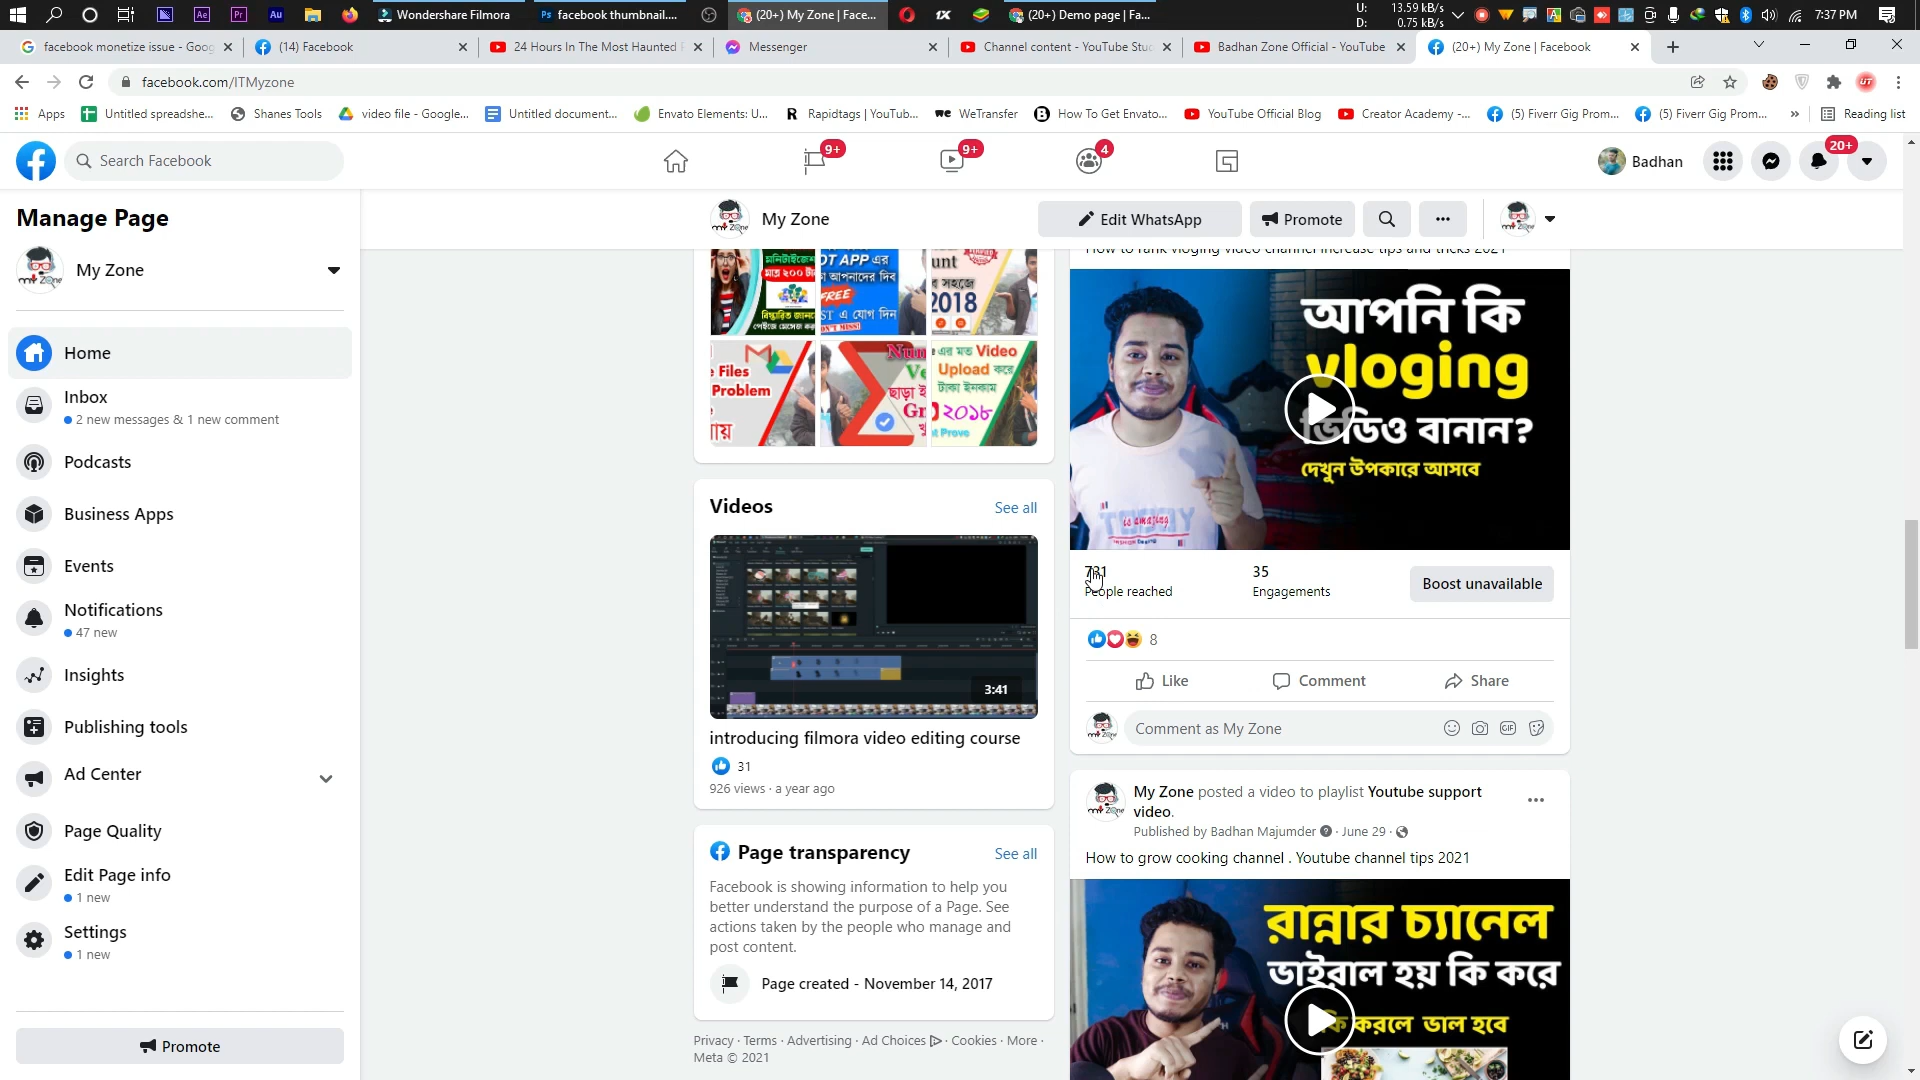 Wondershare Filmora
facebook thumbnail....
(20+) My Zone | Face...
(20+) Demo page | Fa...
U: 13.59 kB/s
D: 0.75 kB/s
7:37 PM
facebook monetize issue - Goog
(14) Facebook
24 Hours In The Most Haunted
Messenger
Channel content - YouTube Stu
Badhan Zone Official - YouTube
(20+) My Zone | Facebook
facebook.com/ITMyzone
Apps
Untitled spreadshe...
Shanes Tools
video file - Google...
Untitled document...
Envato Elements: U...
Rapidtags | YouTub...
WeTransfer
How To Get Envato...
YouTube Official Blog
Creator Academy -...
(5) Fiverr Gig Prom...
(5) Fiverr Gig Prom...
Reading list
Search Facebook
9+
9+
4
Badhan
20+
Manage Page
My Zone
Home
Inbox
2 new messages & 1 new comment
Podcasts
Business Apps
Events
Notifications
47 new
Insights
Publishing tools
Ad Center
Page Quality
Edit Page info
1 new
Settings
1 new
Promote
My Zone
Edit WhatsApp
Promote
মনিটাইজেশ
মাত্র ২০০ টা
OT APP এর
FREE
DON'T MISS!
2018
Files
Problem
ছাড়া ই
এর মত Video
Upload করে
টাকা ইনকাম
২০১৮
Videos
See all
3:41
introducing filmora video editing course
31
926 views · a year ago
Page transparency
See all
Facebook is showing information to help you
better understand the purpose of a Page. See
actions taken by the people who manage and
post content.
Page created - November 14, 2017
Privacy · Terms · Advertising · Ad Choices · Cookies · More ·
Meta © 2021
How to rank vloging video channel increase tips and tricks 2021
আপনি কি
vloging
ভিডিও বানান?
দেখুন উপকারে আসবে
731
People reached
35
Engagements
Boost unavailable
8
Like
Comment
Share
Comment as My Zone
GIF
My Zone posted a video to playlist Youtube support
video.
Published by Badhan Majumder · June 29 ·
How to grow cooking channel . Youtube channel tips 2021
রান্নার চ্যানেল
ভাইরাল হয় কি করে
কি করলে ভাল হবে